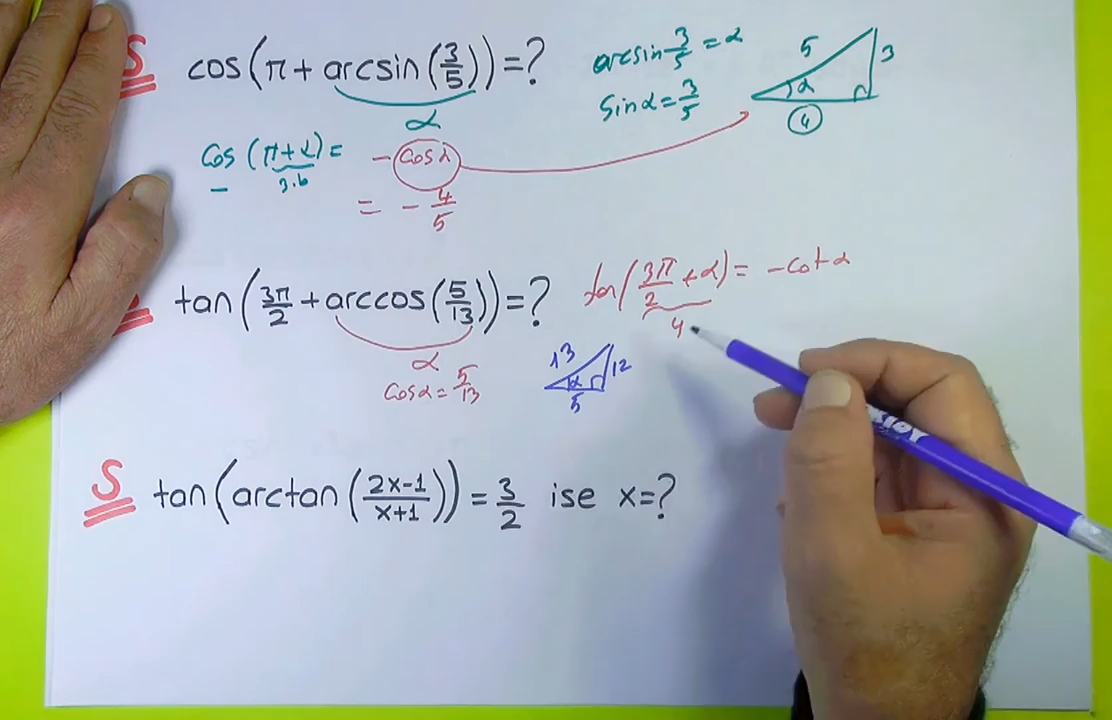 S cos(π + arcsin(3/5)) = ?
α
arcsin 3/5 = α
sin α = 3/5
5 3 α 4
cos (π + α) = - cos α
3.b
= - 4/5
tan(3π/2 + arccos(5/13)) = ?
α
cos α = 5/13
13 12 α 5
tan(3π/2 + α) = - cot α
4
S tan(arctan((2x-1)/(x+1))) = 3/2 ise x = ?